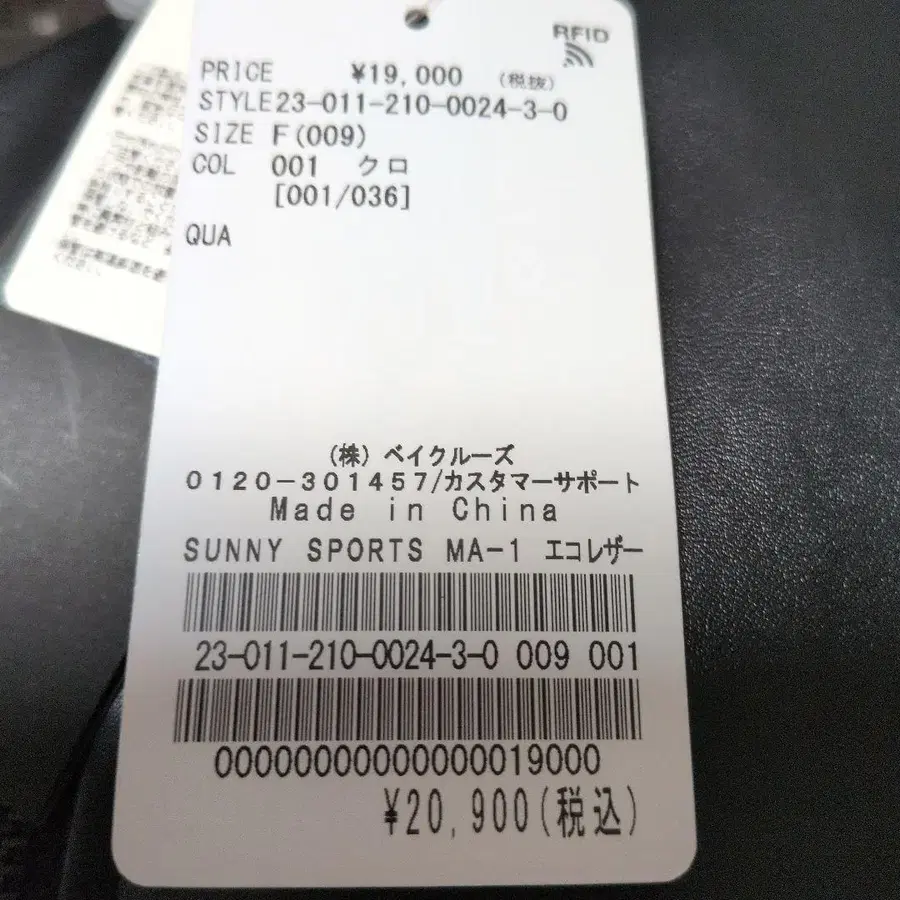 RFID
PRICE ¥19,000 (税抜)
STYLE23-011-210-0024-3-0
SIZE F(009)
COL 001 クロ
[001/036]
QUA
(株) ベイクルーズ
0120-301457/カスタマーサポート
Made in China
SUNNY SPORTS MA-1 エコレザー
23-011-210-0024-3-0 009 001
00000000000000019000
¥20,900(税込)